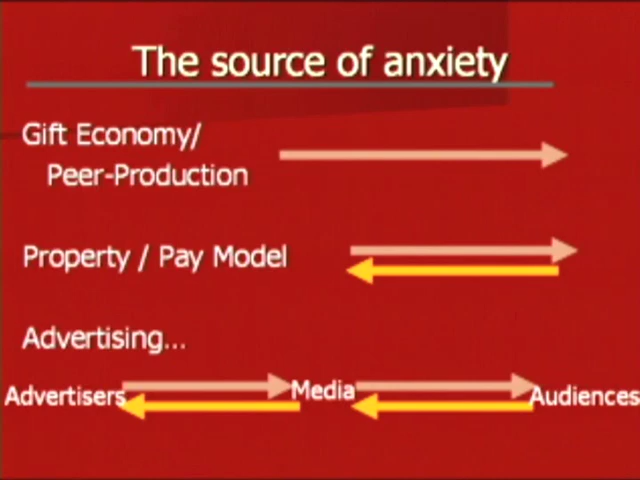 The source of anxiety
Gift Economy/
Peer-Production
Property / Pay Model
Advertising...
Advertisers Media Audiences